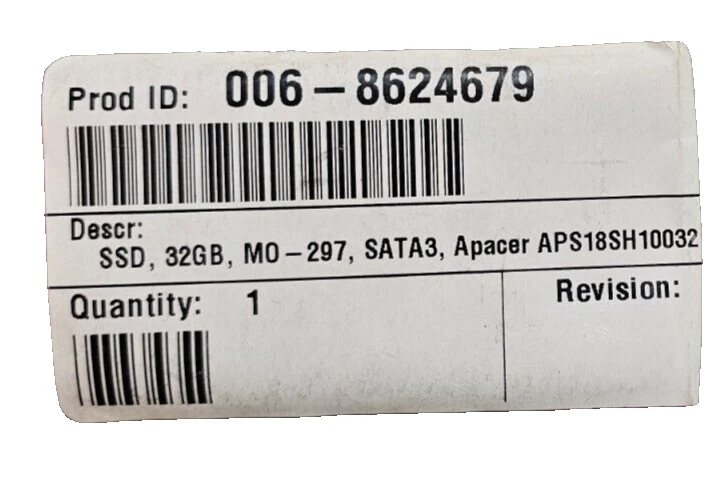 Prod ID: 006-8624679
Descr:
SSD, 32GB, MO-297, SATA3, Apacer APS18SH10032
Quantity: 1
Revision: